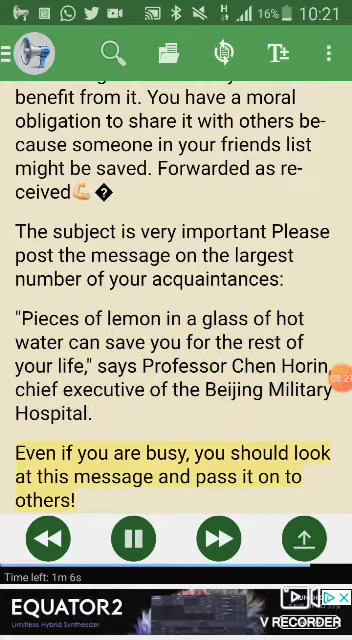 16% 10:21
T±
benefit from it. You have a moral
obligation to share it with others be-
cause someone in your friends list
might be saved. Forwarded as re-
ceived💪🏻�
The subject is very important Please
post the message on the largest
number of your acquaintances:
"Pieces of lemon in a glass of hot
water can save you for the rest of
your life," says Professor Chen Horin,
chief executive of the Beijing Military
Hospital.
08:27
Even if you are busy, you should look
at this message and pass it on to
others!
Time left: 1m 6s
EQUATOR2
Limitless Hybrid Synthesizer
V RECORDER